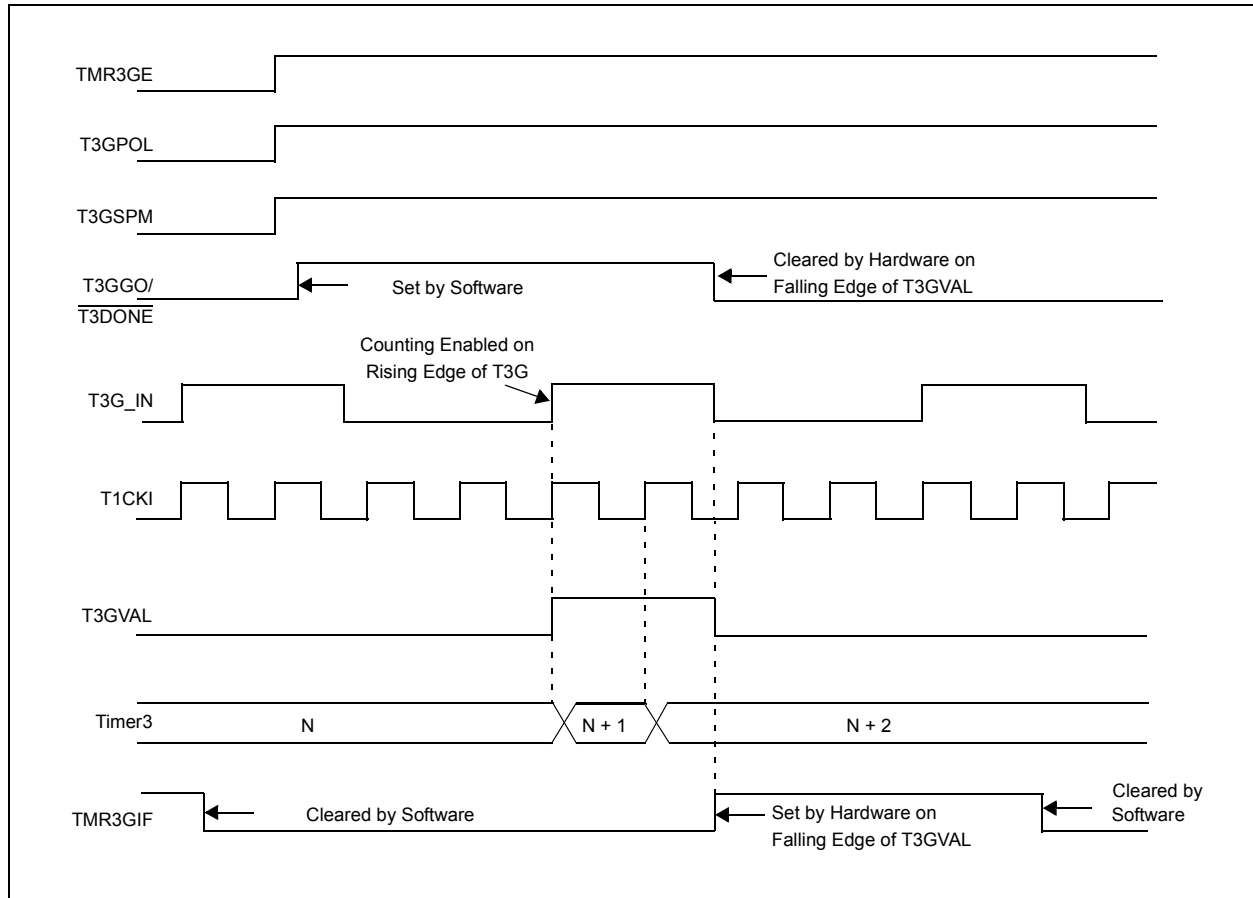 TMR3GE
T3GPOL
T3GSPM
T3GGO/
T3DONE
Set by Software
Cleared by Hardware on
Falling Edge of T3GVAL
Counting Enabled on
Rising Edge of T3G
T3G_IN
T1CKI
T3GVAL
Timer3
N
N + 1
N + 2
TMR3GIF
Cleared by Software
Set by Hardware on
Falling Edge of T3GVAL
Cleared by
Software